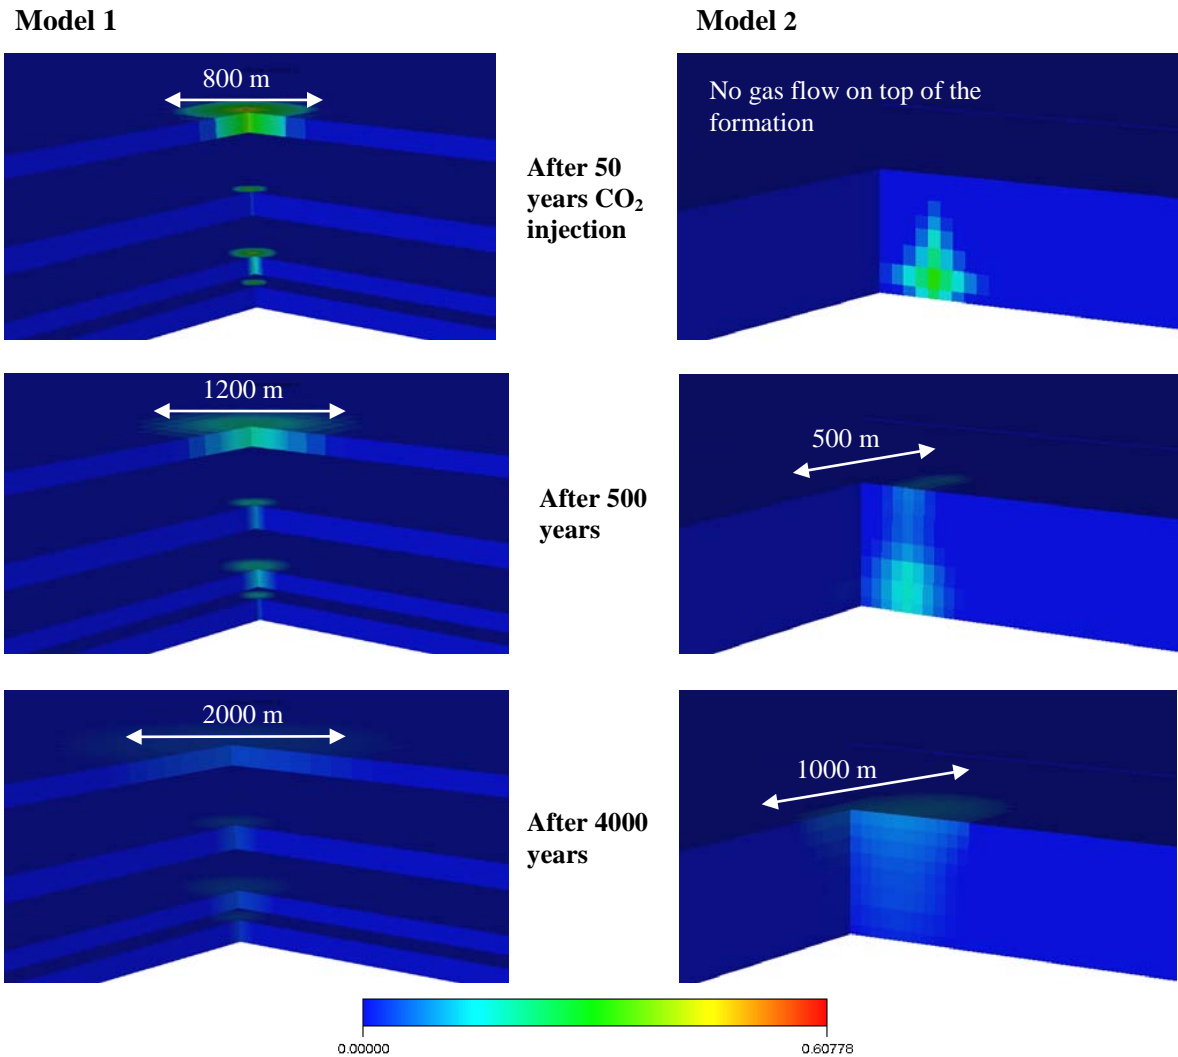 Model 1
Model 2
800 m
No gas flow on top of the
formation
After 50
years CO₂
injection
1200 m
500 m
After 500
years
2000 m
1000 m
After 4000
years
0.00000
0.60778